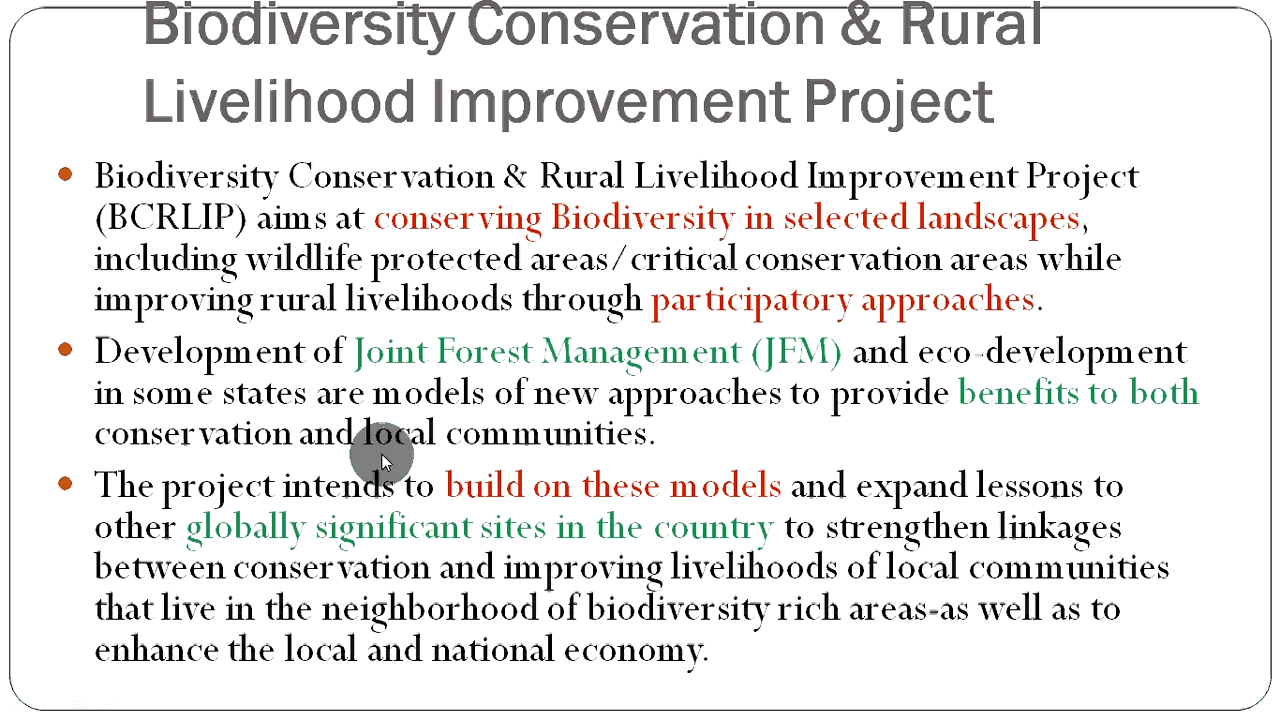 Biodiversity Conservation & Rural
Livelihood Improvement Project
Biodiversity Conservation & Rural Livelihood Improvement Project
(BCRLIP) aims at conserving Biodiversity in selected landscapes,
including wildlife protected areas/critical conservation areas while
improving rural livelihoods through participatory approaches.
Development of Joint Forest Management (JFM) and eco-development
in some states are models of new approaches to provide benefits to both
conservation and local communities.
The project intends to build on these models and expand lessons to
other globally significant sites in the country to strengthen linkages
between conservation and improving livelihoods of local communities
that live in the neighborhood of biodiversity rich areas-as well as to
enhance the local and national economy.